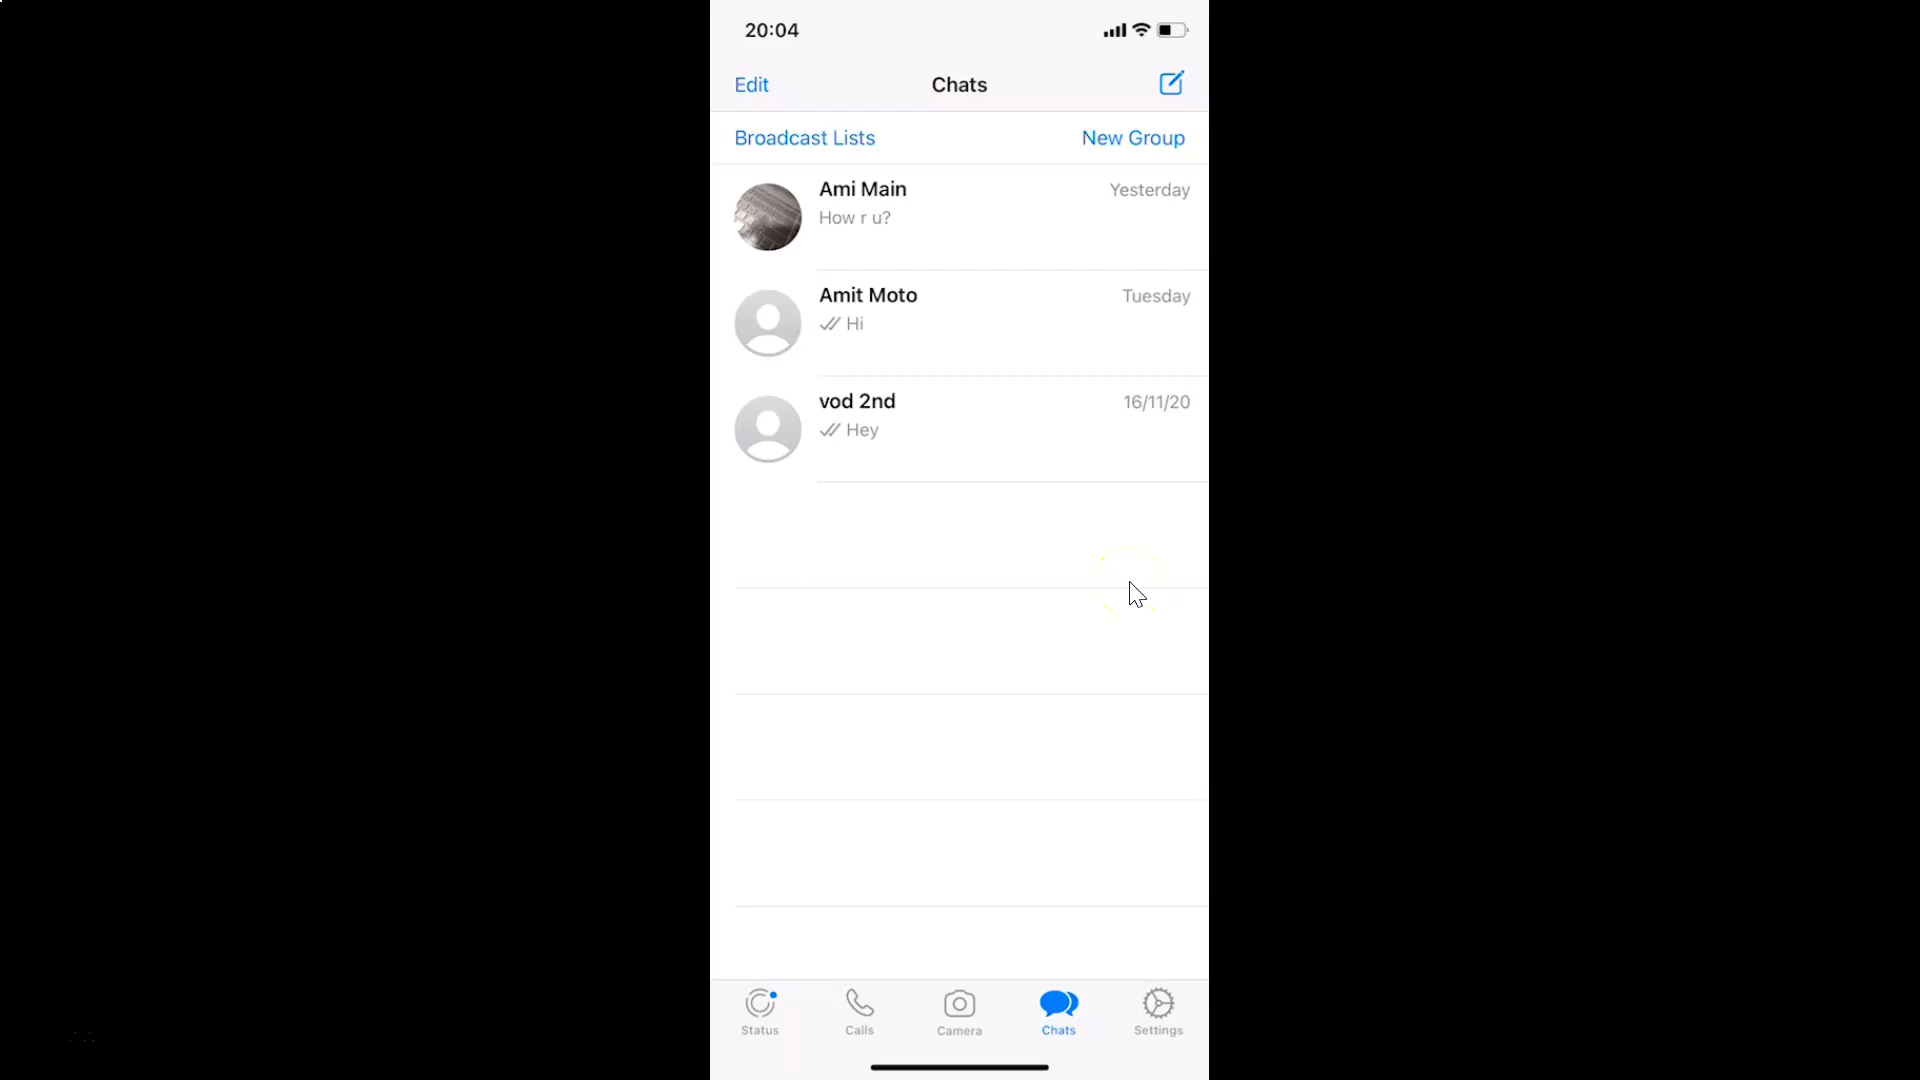 20:04
Edit
Chats
Broadcast Lists
New Group
Ami Main
Yesterday
How r u?
Amit Moto
Tuesday
Hi
vod 2nd
16/11/20
Hey
Status
Calls
Camera
Chats
Settings